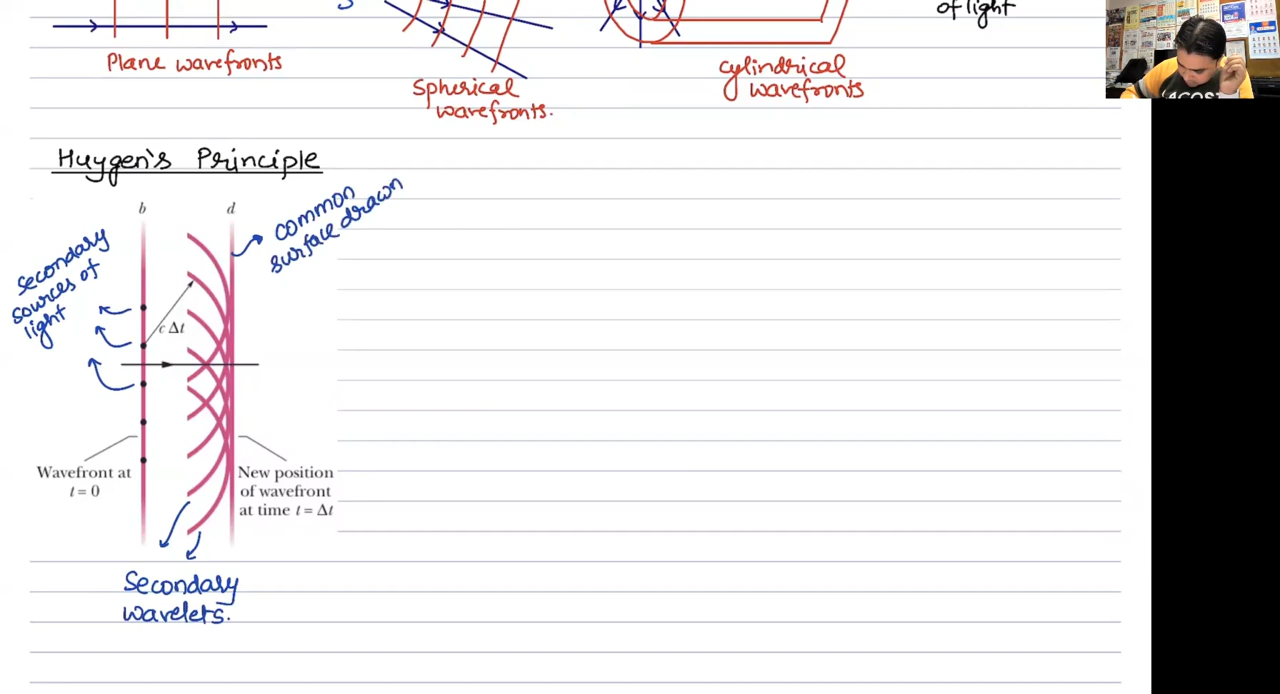 of light
Plane wavefronts
Spherical
wavefronts.
cylindrical
wavefronts
Huygen's Principle
b
d
common
surface drawn
secondary
sources of
light
c Δt
Wavefront at
t = 0
New position
of wavefront
at time t = Δt
Secondary
wavelets.